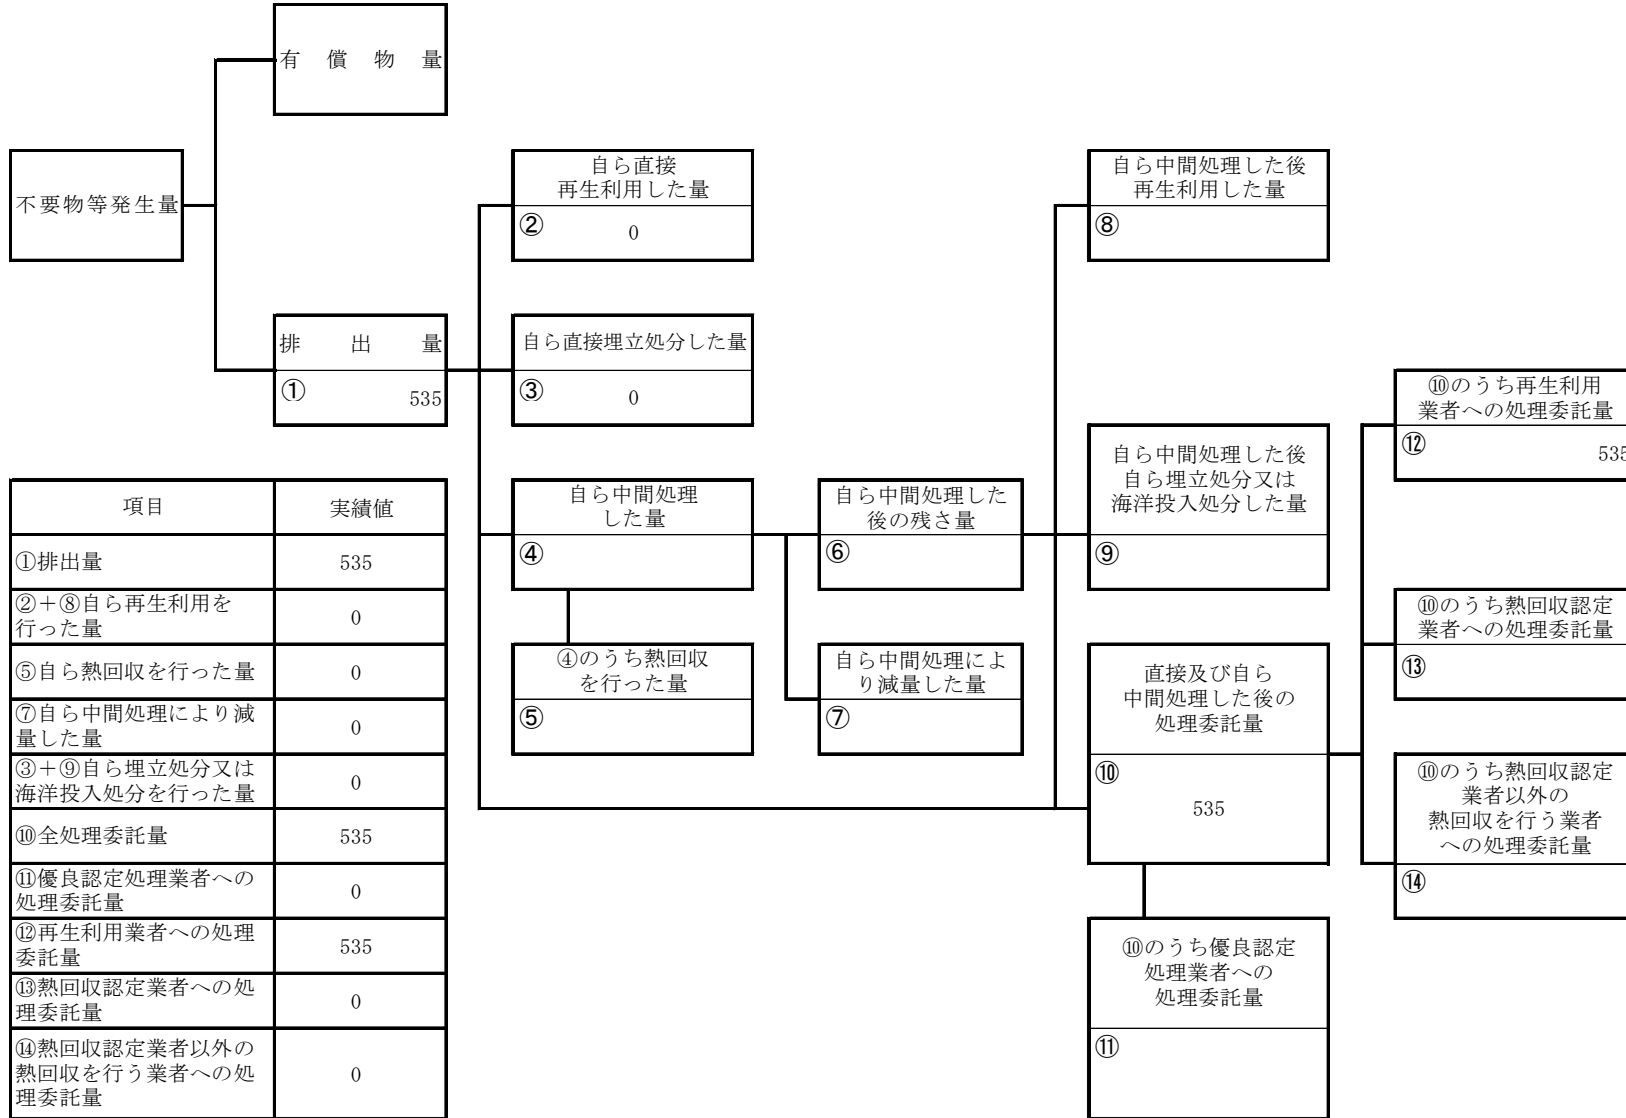 有償物量
不要物等発生量
排出量
①
535
自ら直接
再生利用した量
②
0
自ら直接埋立処分した量
③
0
自ら中間処理
した量
④
④のうち熱回収
を行った量
⑤
自ら中間処理した
後の残さ量
⑥
自ら中間処理によ
り減量した量
⑦
自ら中間処理した後
再生利用した量
⑧
自ら中間処理した後
自ら埋立処分又は
海洋投入処分した量
⑨
直接及び自ら
中間処理した後の
処理委託量
⑩
535
⑩のうち優良認定
処理業者への
処理委託量
⑪
⑩のうち再生利用
業者への処理委託量
⑫
535
⑩のうち熱回収認定
業者への処理委託量
⑬
⑩のうち熱回収認定
業者以外の
熱回収を行う業者
への処理委託量
⑭
項目 実績値
①排出量 535
②+⑧自ら再生利用を
行った量 0
⑤自ら熱回収を行った量 0
⑦自ら中間処理により減
量した量 0
③+⑨自ら埋立処分又は
海洋投入処分を行った量 0
⑩全処理委託量 535
⑪優良認定処理業者への
処理委託量 0
⑫再生利用業者への処理
委託量 535
⑬熱回収認定業者への処
理委託量 0
⑭熱回収認定業者以外の
熱回収を行う業者への処
理委託量 0